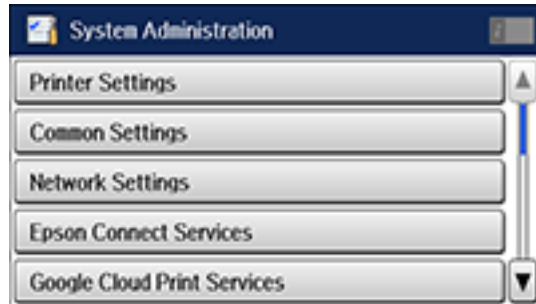 System Administration
Printer Settings
Common Settings
Network Settings
Epson Connect Services
Google Cloud Print Services